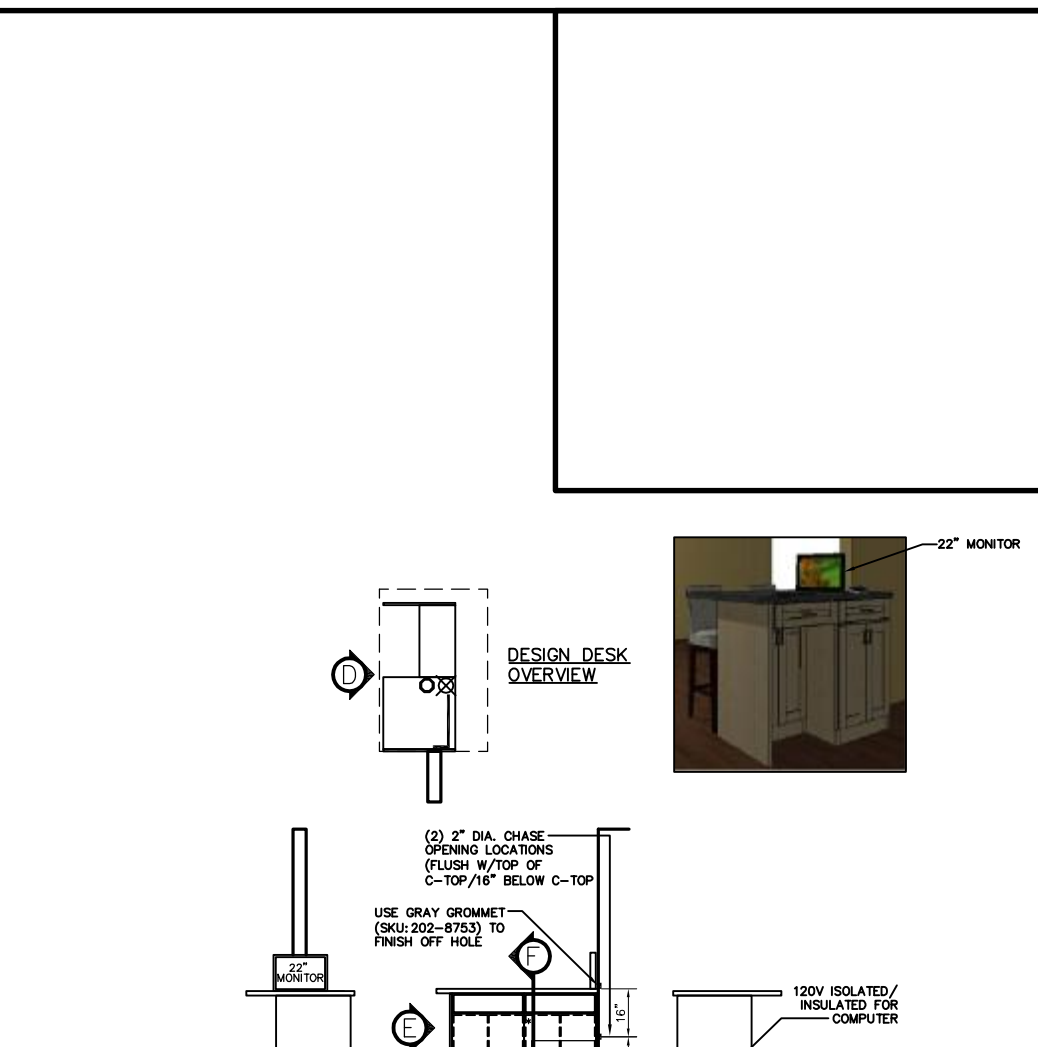 22" MONITOR
DESIGN DESK
OVERVIEW
D
(2) 2" DIA. CHASE
OPENING LOCATIONS
(FLUSH W/TOP OF
C-TOP/16" BELOW C-TOP
USE GRAY GROMMET
(SKU:202-8753) TO
FINISH OFF HOLE
F
22"
MONITOR
E
16"
120V ISOLATED/
INSULATED FOR
COMPUTER